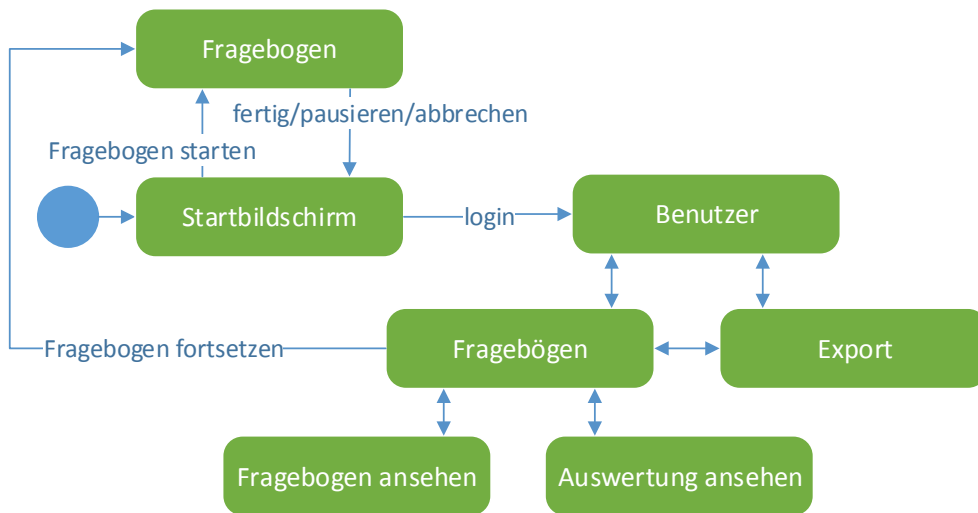 Fragebogen
fertig/pausieren/abbrechen
Fragebogen starten
Startbildschirm
login
Benutzer
Fragebogen fortsetzen
Fragebögen
Export
Fragebogen ansehen
Auswertung ansehen